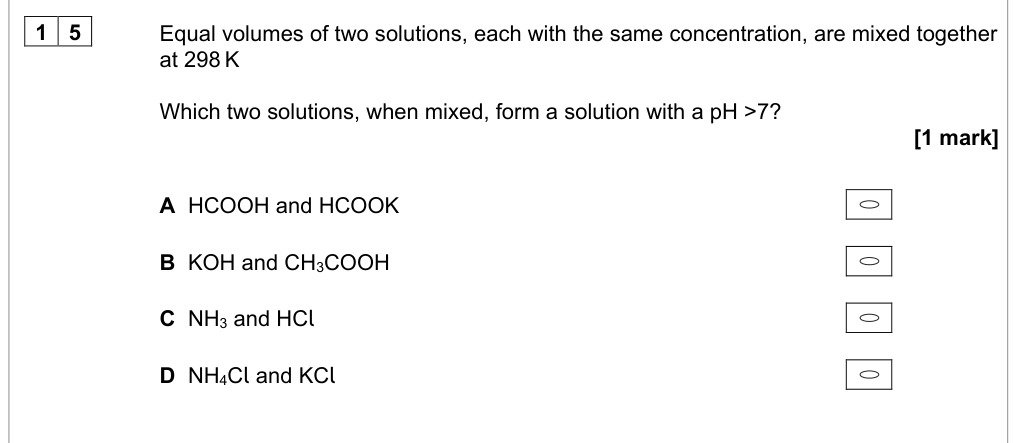 1 5
Equal volumes of two solutions, each with the same concentration, are mixed together
at 298 K
Which two solutions, when mixed, form a solution with a pH >7?
[1 mark]
A HCOOH and HCOOK
B KOH and CH₃COOH
C NH₃ and HCl
D NH₄Cl and KCl